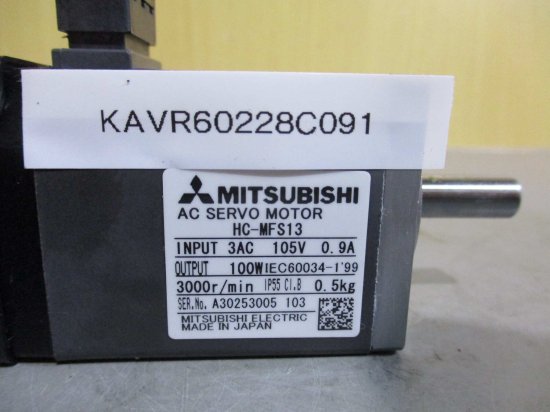 KAVR60228C091
MITSUBISHI
AC SERVO MOTOR
HC-MFS13
INPUT 3AC 105V 0.9A
OUTPUT 100W IEC60034-1'99
3000r/min IP55 Cl.B 0.5kg
SER.No. A30253005 103
MITSUBISHI ELECTRIC
MADE IN JAPAN